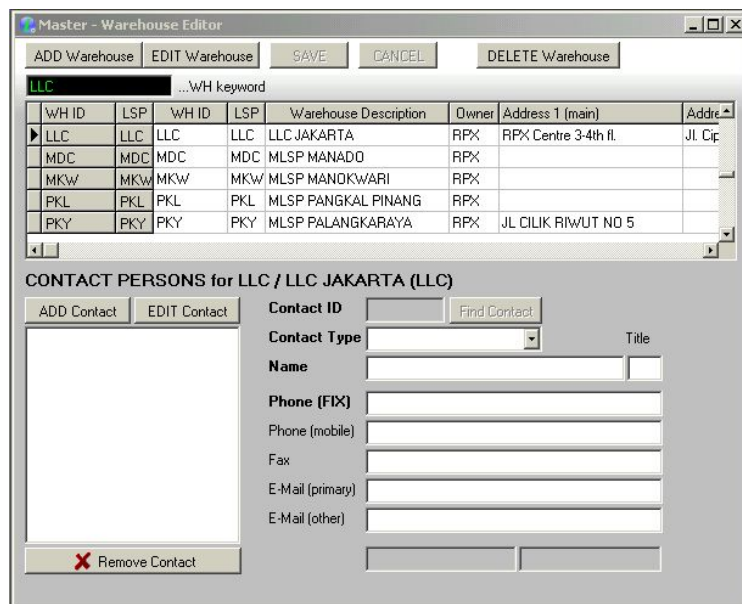 Master - Warehouse Editor
ADD Warehouse EDIT Warehouse SAVE CANCEL DELETE Warehouse
LLC ...WH keyword
WH ID LSP WH ID LSP Warehouse Description Owner Address 1 (main) Addre
LLC LLC LLC LLC LLC JAKARTA RPX RPX Centre 3-4th fl. Jl. Cip
MDC MDC MDC MDC MLSP MANADO RPX
MKW MKW MKW MKW MLSP MANOKWARI RPX
PKL PKL PKL PKL MLSP PANGKAL PINANG RPX
PKY PKY PKY PKY MLSP PALANGKARAYA RPX JL CILIK RIWUT NO 5
CONTACT PERSONS for LLC / LLC JAKARTA (LLC)
ADD Contact EDIT Contact Contact ID Find Contact
Contact Type Title
Name
Phone (FIX)
Phone (mobile)
Fax
E-Mail (primary)
E-Mail (other)
Remove Contact